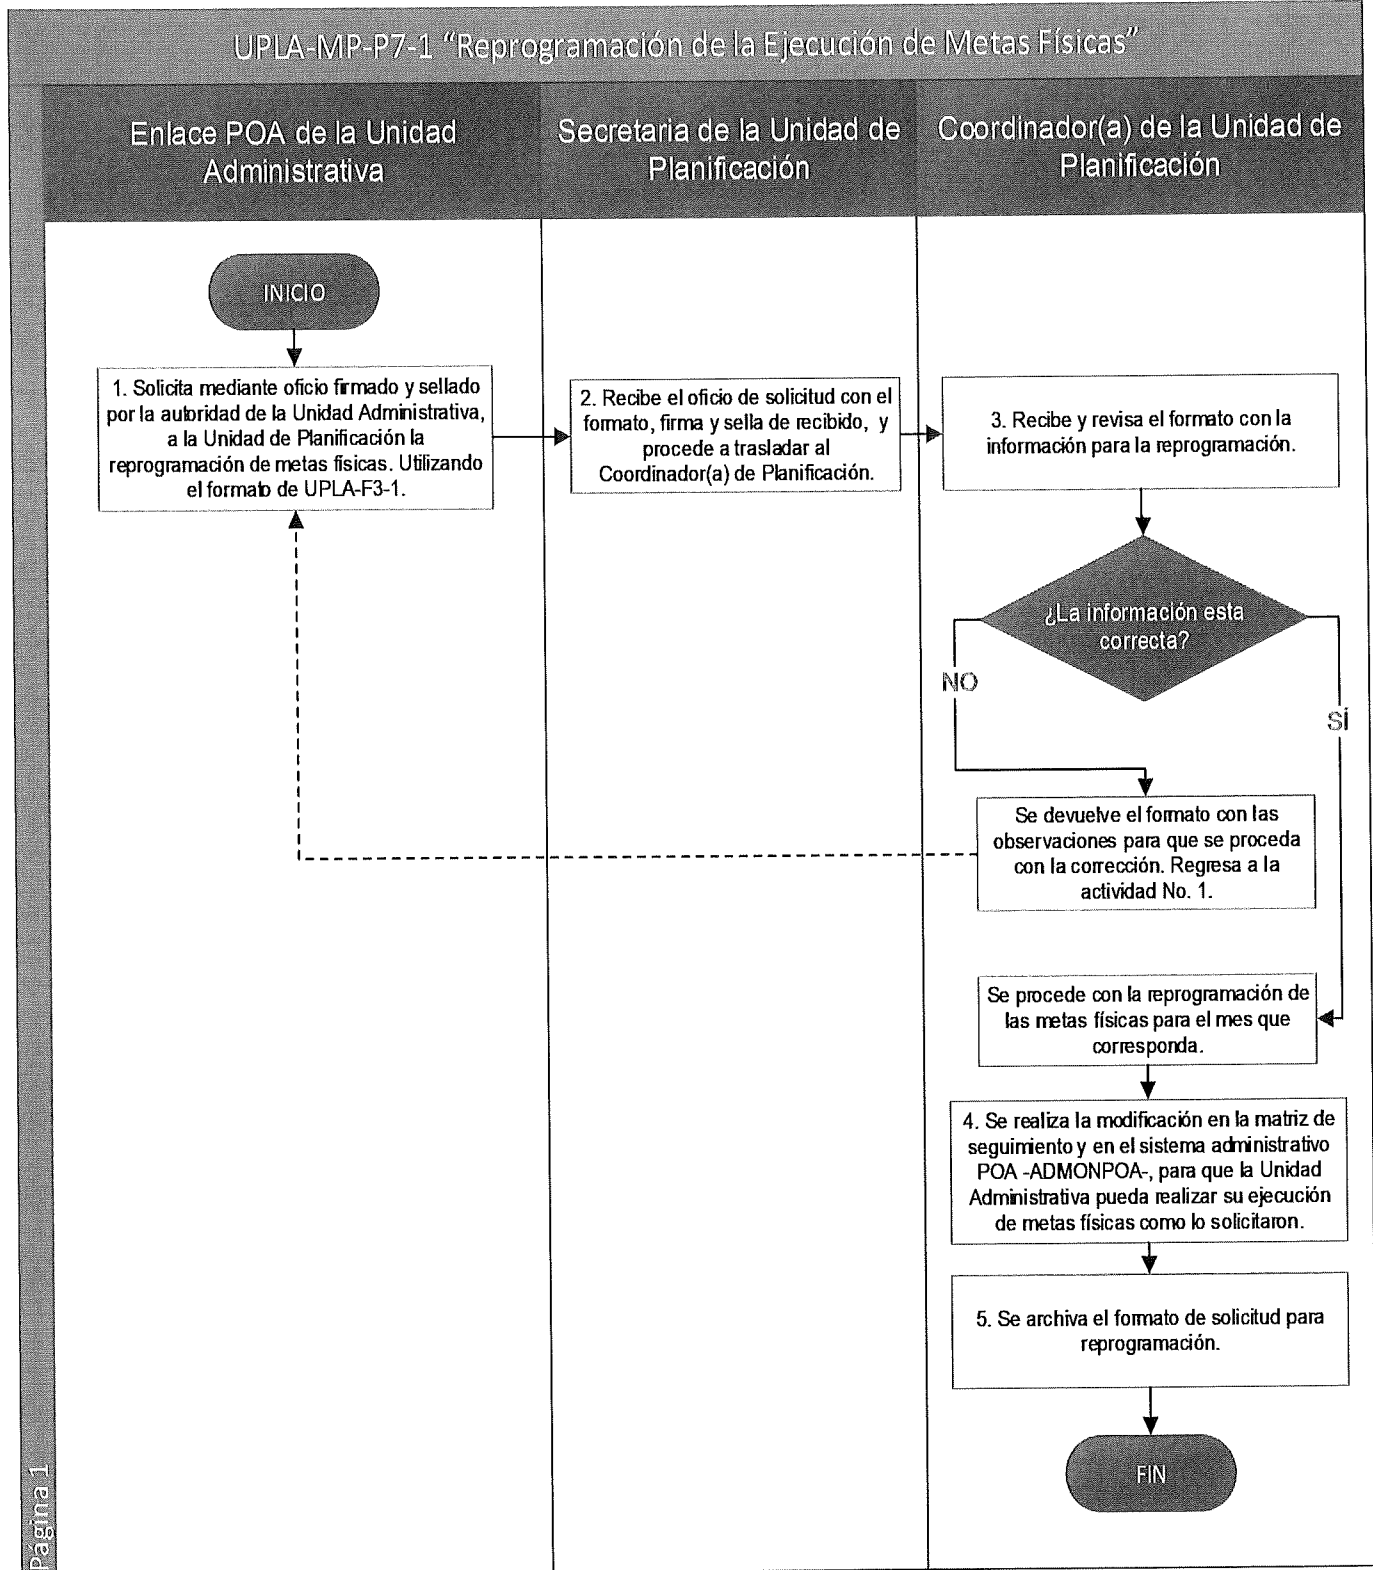 UPLA-MP-P7-1 "Reprogramación de la Ejecución de Metas Físicas"
Enlace POA de la Unidad
Administrativa
Secretaria de la Unidad de
Planificación
Coordinador(a) de la Unidad de
Planificación
INICIO
1. Solicita mediante oficio firmado y sellado
por la autoridad de la Unidad Administrativa,
a la Unidad de Planificación la
reprogramación de metas físicas. Utilizando
el formato de UPLA-F3-1.
2. Recibe el oficio de solicitud con el
formato, firma y sella de recibido, y
procede a trasladar al
Coordinador(a) de Planificación.
3. Recibe y revisa el formato con la
información para la reprogramación.
¿La información esta
correcta?
NO
SÍ
Se devuelve el formato con las
observaciones para que se proceda
con la corrección. Regresa a la
actividad No. 1.
Se procede con la reprogramación de
las metas físicas para el mes que
corresponda.
4. Se realiza la modificación en la matriz de
seguimiento y en el sistema administrativo
POA -ADMONPOA-, para que la Unidad
Administrativa pueda realizar su ejecución
de metas físicas como lo solicitaron.
5. Se archiva el formato de solicitud para
reprogramación.
FIN
Página 1